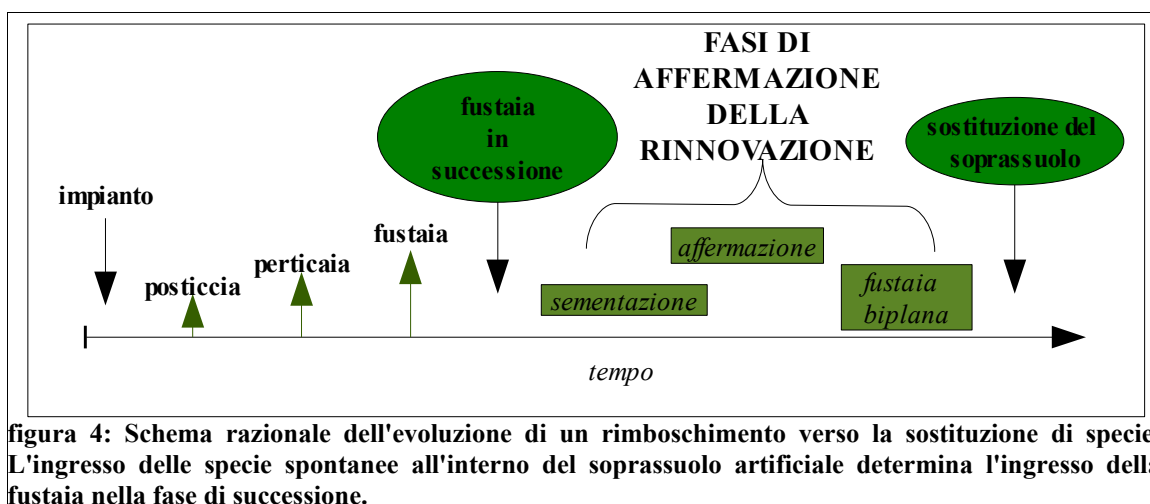 FASI DI
AFFERMAZIONE
DELLA
RINNOVAZIONE
fustaia
in
successione
sostituzione del
soprassuolo
impianto
fustaia
perticaia
posticcia
affermazione
sementazione
fustaia
biplana
tempo
figura 4: Schema razionale dell'evoluzione di un rimboschimento verso la sostituzione di specie
L'ingresso delle specie spontanee all'interno del soprassuolo artificiale determina l'ingresso della
fustaia nella fase di successione.